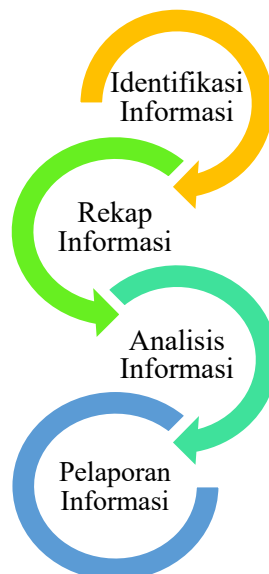 Identifikasi
Informasi
Rekap
Informasi
Analisis
Informasi
Pelaporan
Informasi